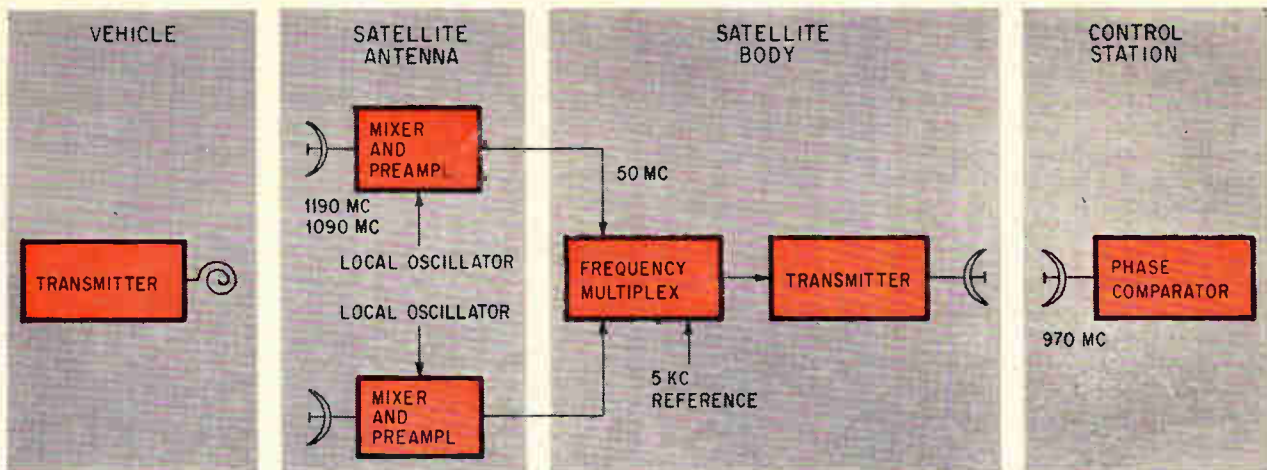 VEHICLE
TRANSMITTER
SATELLITE
ANTENNA
MIXER
AND
PREAMPL
1190 MC
1090 MC
LOCAL OSCILLATOR
LOCAL OSCILLATOR
MIXER
AND
PREAMPL
SATELLITE
BODY
50 MC
FREQUENCY
MULTIPLEX
TRANSMITTER
5 KC
REFERENCE
CONTROL
STATION
PHASE
COMPARATOR
970 MC